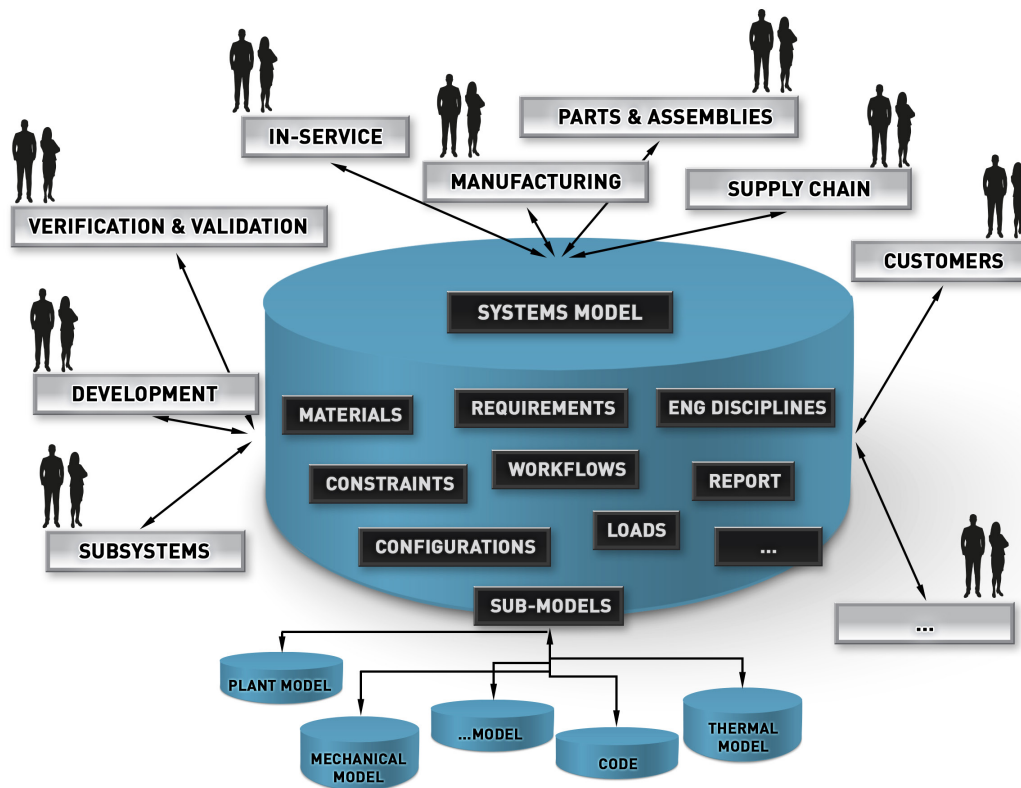 PARTS & ASSEMBLIES
IN-SERVICE
MANUFACTURING
SUPPLY CHAIN
VERIFICATION & VALIDATION
CUSTOMERS
SYSTEMS MODEL
DEVELOPMENT
MATERIALS
REQUIREMENTS
ENG DISCIPLINES
CONSTRAINTS
WORKFLOWS
REPORT
SUBSYSTEMS
CONFIGURATIONS
LOADS
...
SUB-MODELS
...
PLANT MODEL
MECHANICAL
MODEL
...MODEL
CODE
THERMAL
MODEL